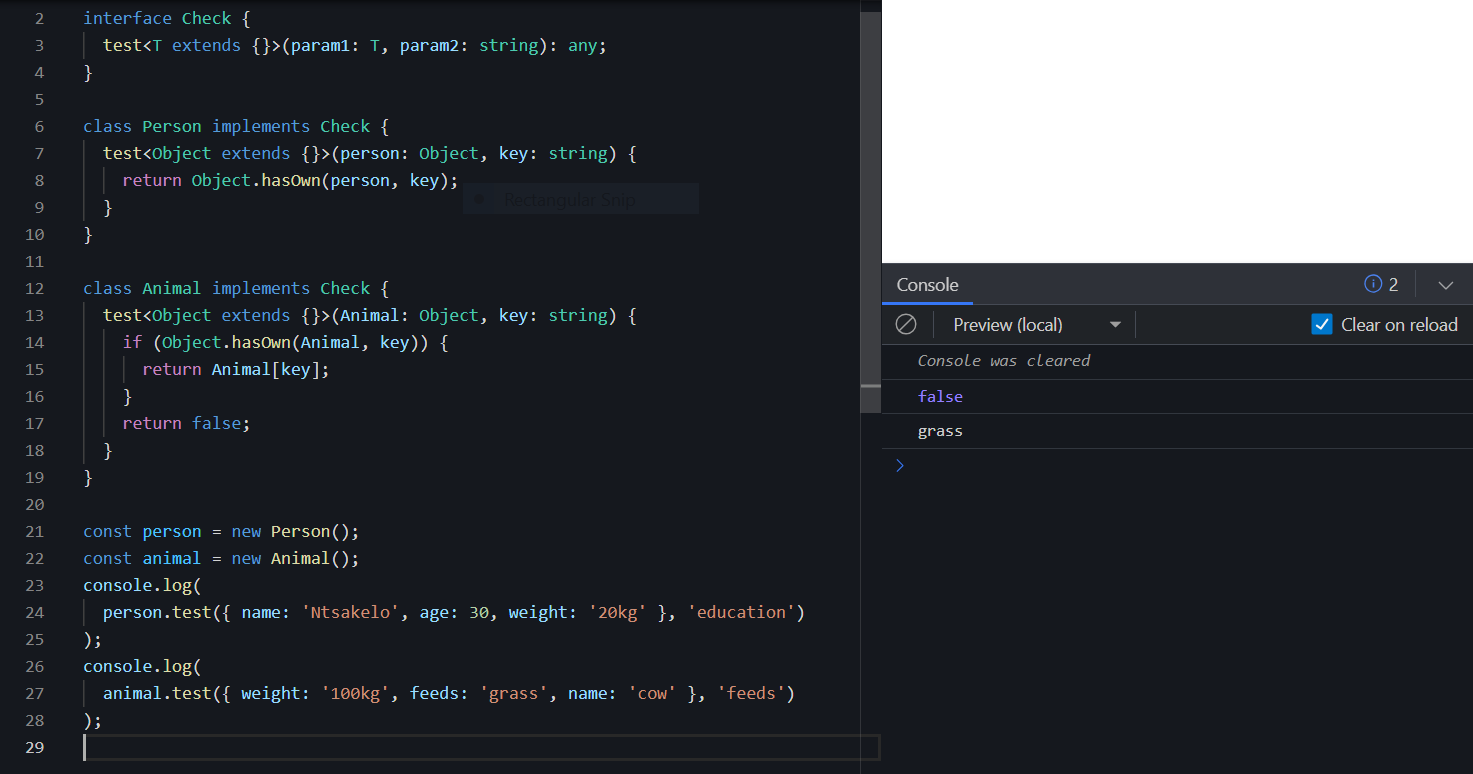 2 interface Check {
3 test<T extends {}>(param1: T, param2: string): any;
4 }
5
6 class Person implements Check {
7 test<Object extends {}>(person: Object, key: string) {
8 return Object.hasOwn(person, key);
Rectangular Snip
9 }
10 }
11
12 class Animal implements Check {
13 test<Object extends {}>(Animal: Object, key: string) {
14 if (Object.hasOwn(Animal, key)) {
15 return Animal[key];
16 }
17 return false;
18 }
19 }
20
21 const person = new Person();
22 const animal = new Animal();
23 console.log(
24 person.test({ name: 'Ntsakelo', age: 30, weight: '20kg' }, 'education')
25 );
26 console.log(
27 animal.test({ weight: '100kg', feeds: 'grass', name: 'cow' }, 'feeds')
28 );
29
Console
2
Preview (local)
Clear on reload
Console was cleared
false
grass